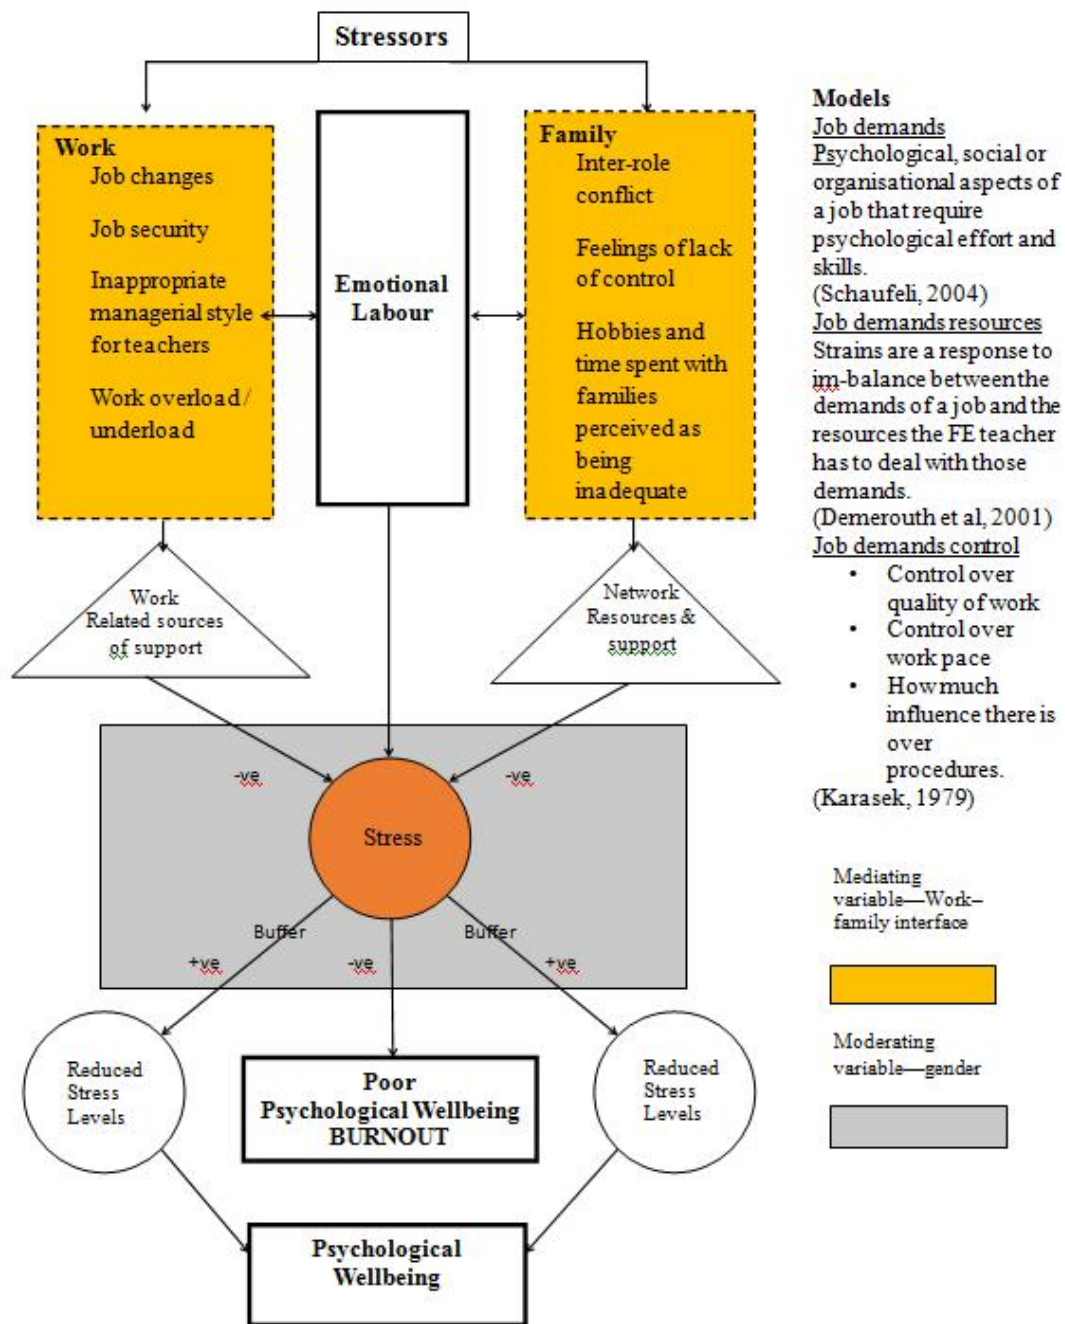 Stressors
Work
Job changes
Job security
Inappropriate
managerial style
for teachers
Work overload /
underload
Emotional
Labour
Family
Inter-role
conflict
Feelings of lack
of control
Hobbies and
time spent with
families
perceived as
being
inadequate
Work
Related sources
of support
Network
Resources &
support
-ve
-ve
Stress
Buffer
Buffer
+ve
-ve
+ve
Reduced
Stress
Levels
Poor
Psychological Wellbeing
BURNOUT
Reduced
Stress
Levels
Psychological
Wellbeing
Models
Job demands
Psychological, social or
organisational aspects of
a job that require
psychological effort and
skills.
(Schaufeli, 2004)
Job demands resources
Strains are a response to
im-balance between the
demands of a job and the
resources the FE teacher
has to deal with those
demands.
(Demerouth et al, 2001)
Job demands control
• Control over
quality of work
• Control over
work pace
• How much
influence there is
over
procedures.
(Karasek, 1979)
Mediating
variable—Work–
family interface
Moderating
variable—gender